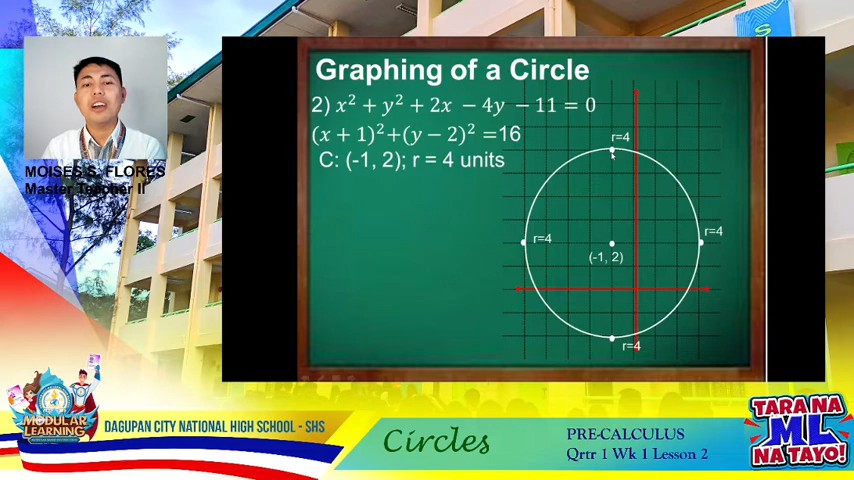 Graphing of a Circle
2) x² + y² + 2x − 4y − 11 = 0
(x + 1)²+(y − 2)² =16
C: (-1, 2); r = 4 units
r=4
r=4
r=4
(-1, 2)
r=4
MOISES S. FLORES
Master Teacher II
MODULAR
LEARNING
DAGUPAN CITY NATIONAL HIGH SCHOOL - SHS
Circles
PRE-CALCULUS
Qrtr 1 Wk 1 Lesson 2
TARA NA
ML
NA TAYO!